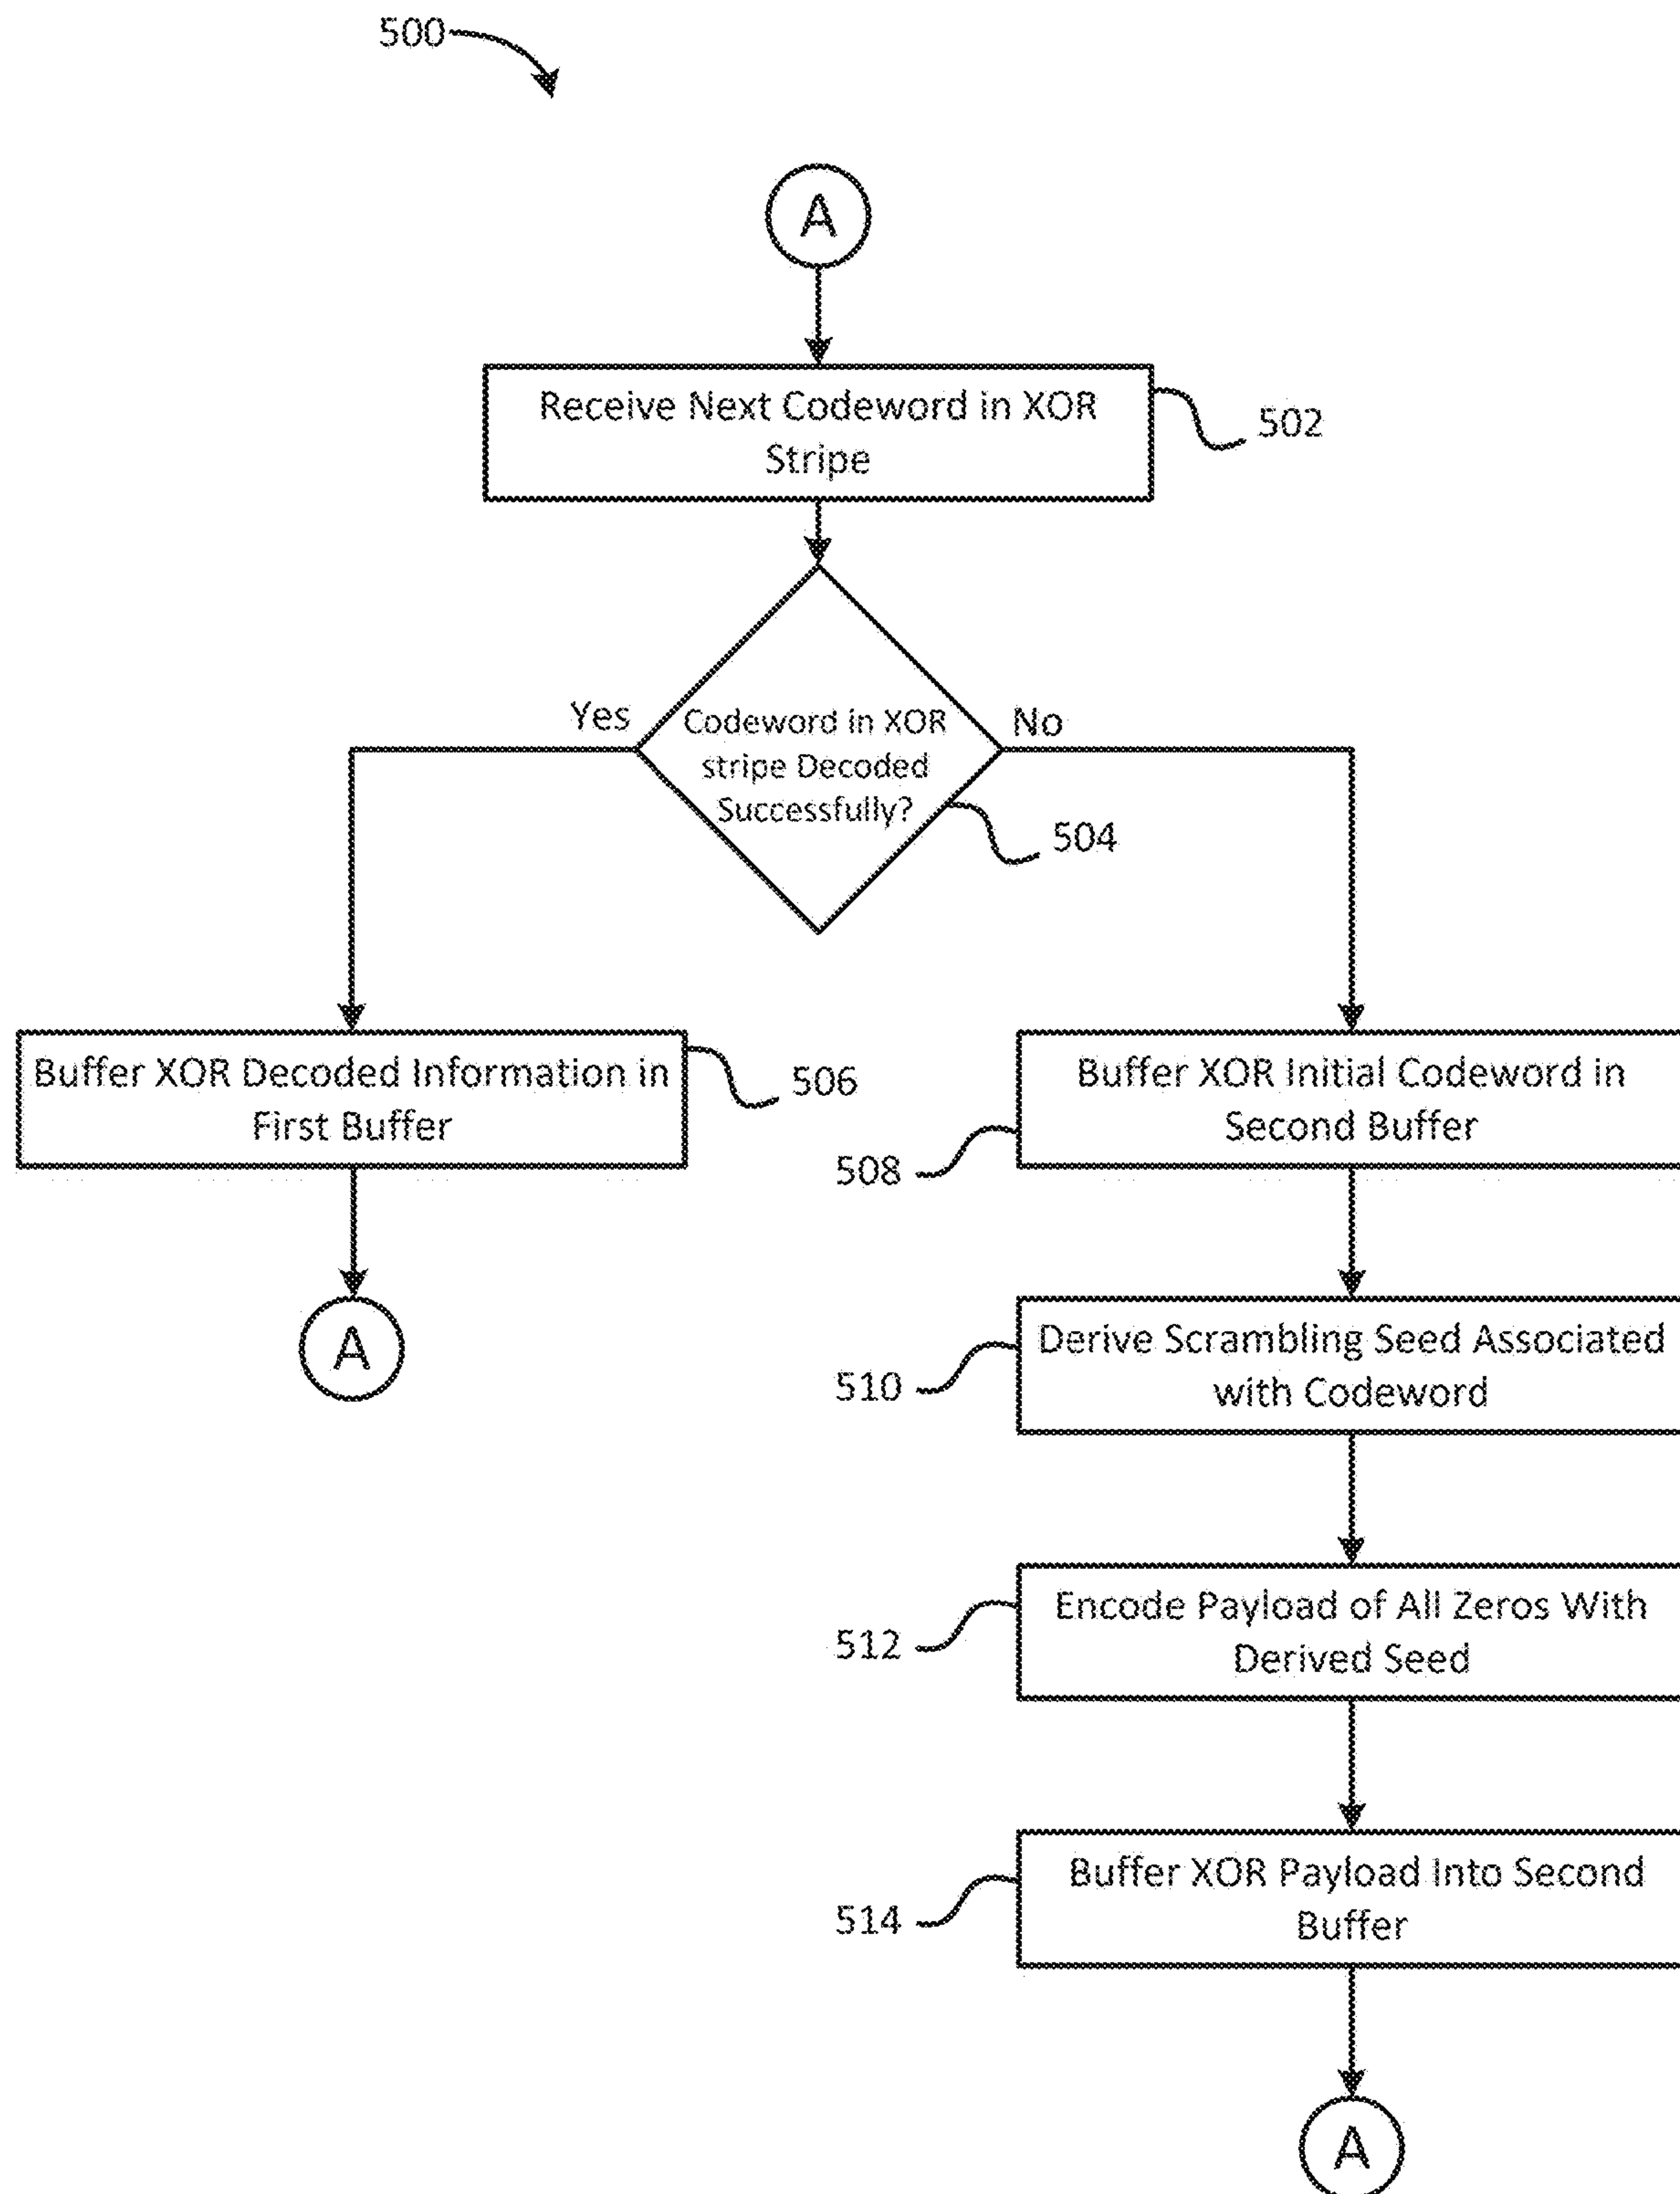 500
A
Receive Next Codeword in XOR
Stripe
502
Yes
No
Codeword in XOR
stripe Decoded
Successfully?
504
Buffer XOR Decoded Information in
First Buffer
506
Buffer XOR Initial Codeword in
Second Buffer
508
A
Derive Scrambling Seed Associated
with Codeword
510
Encode Payload of All Zeros With
Derived Seed
512
Buffer XOR Payload Into Second
Buffer
514
A